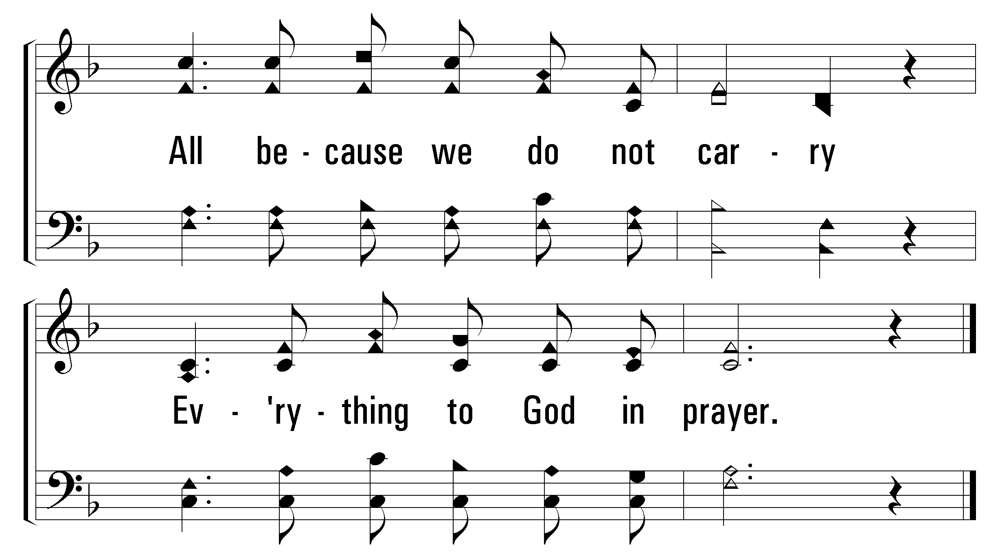 All be - cause we do not car - ry
Ev - 'ry - thing to God in prayer.